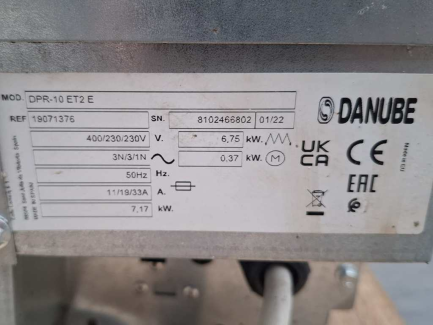 MOD. DPR-10 ET2 E
REF 19071376 SN. 8102466802 01/22
DANUBE
400/230/230V V. 6,75 kW.
3N/3/1N 0.37 kW. M
50Hz Hz.
11/19/33A A.
7,17 kW.
UK
CA CE
EAC